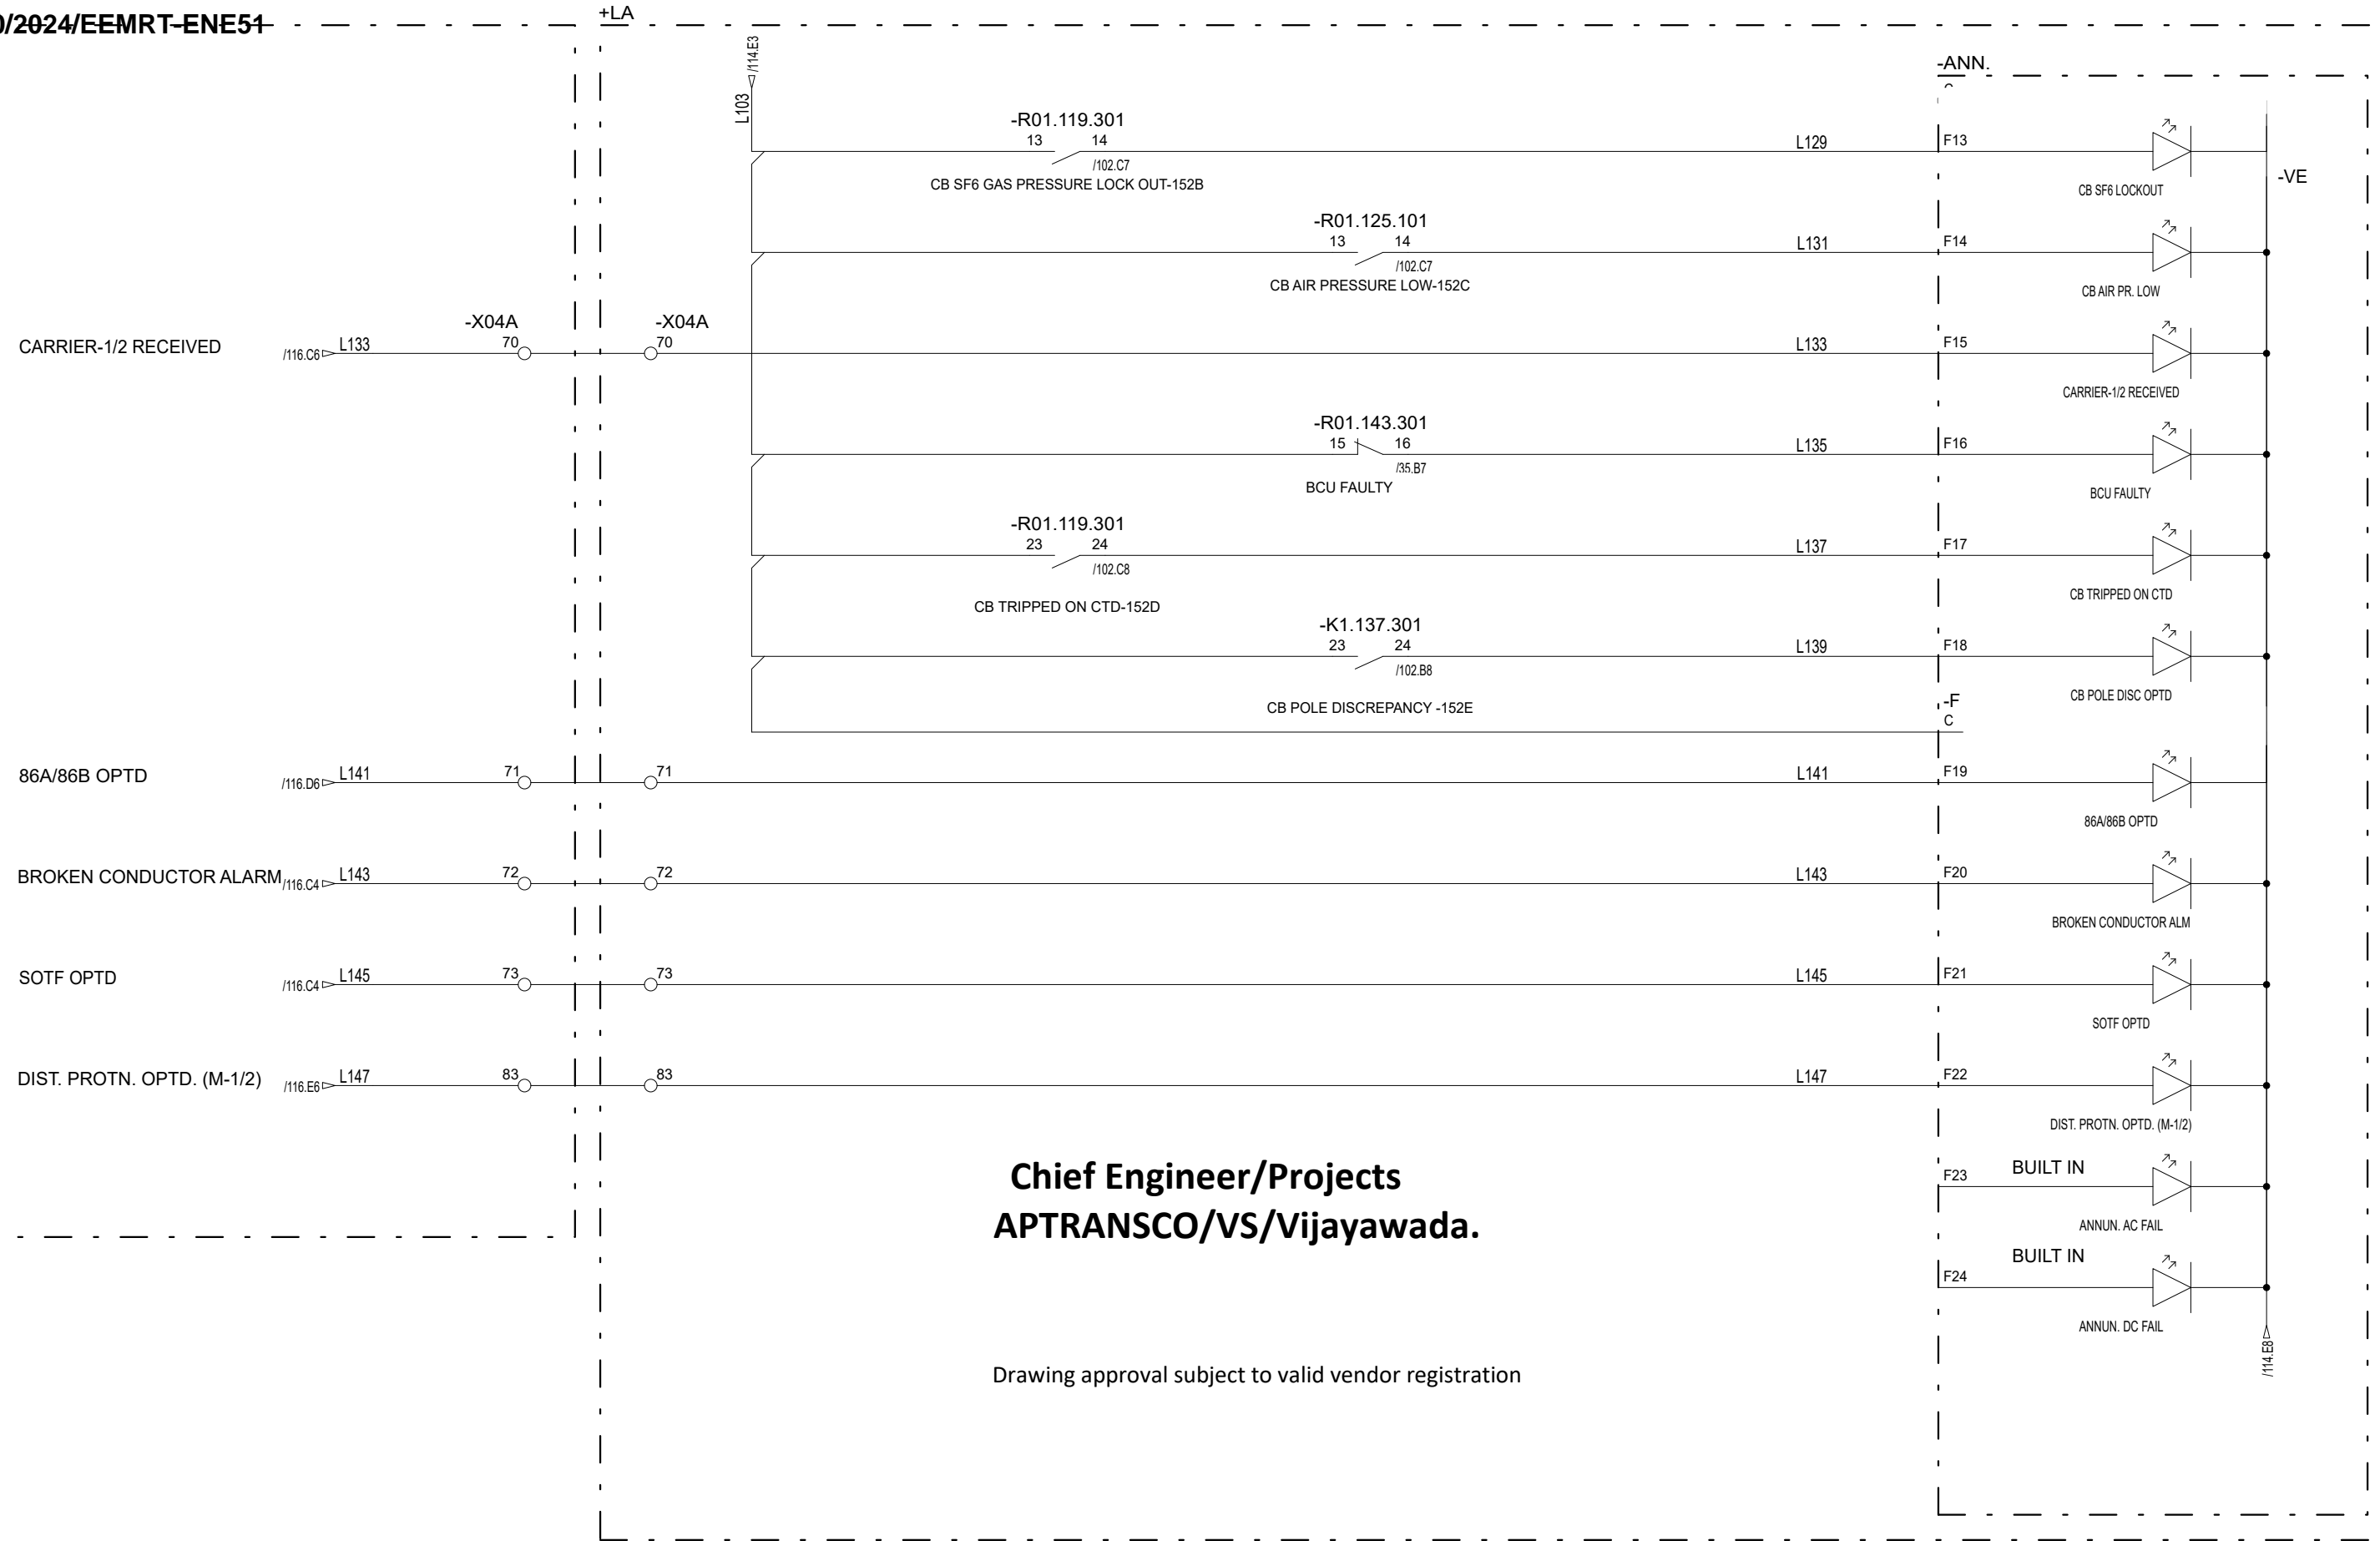 0/2024/EEMRT-ENE51
+LA
/114.E3
L103
-ANN.
-R01.119.301
13 14
L129 F13
/102.C7
CB SF6 GAS PRESSURE LOCK OUT-152B
CB SF6 LOCKOUT
-VE
-R01.125.101
13 14
L131 F14
/102.C7
CB AIR PRESSURE LOW-152C
CB AIR PR. LOW
-X04A -X04A
CARRIER-1/2 RECEIVED /116.C6 L133 70 70 L133 F15
CARRIER-1/2 RECEIVED
-R01.143.301
15 16
L135 F16
/35.B7
BCU FAULTY
BCU FAULTY
-R01.119.301
23 24
L137 F17
/102.C8
CB TRIPPED ON CTD-152D
CB TRIPPED ON CTD
-K1.137.301
23 24
L139 F18
/102.B8
CB POLE DISCREPANCY -152E
CB POLE DISC OPTD
-F
C
86A/86B OPTD /116.D6 L141 71 71 L141 F19
86A/86B OPTD
BROKEN CONDUCTOR ALARM /116.C4 L143 72 72 L143 F20
BROKEN CONDUCTOR ALM
SOTF OPTD /116.C4 L145 73 73 L145 F21
SOTF OPTD
DIST. PROTN. OPTD. (M-1/2) /116.E6 L147 83 83 L147 F22
DIST. PROTN. OPTD. (M-1/2)
Chief Engineer/Projects
APTRANSCO/VS/Vijayawada.
F23 BUILT IN
ANNUN. AC FAIL
BUILT IN
F24
ANNUN. DC FAIL
/114.E8
Drawing approval subject to valid vendor registration